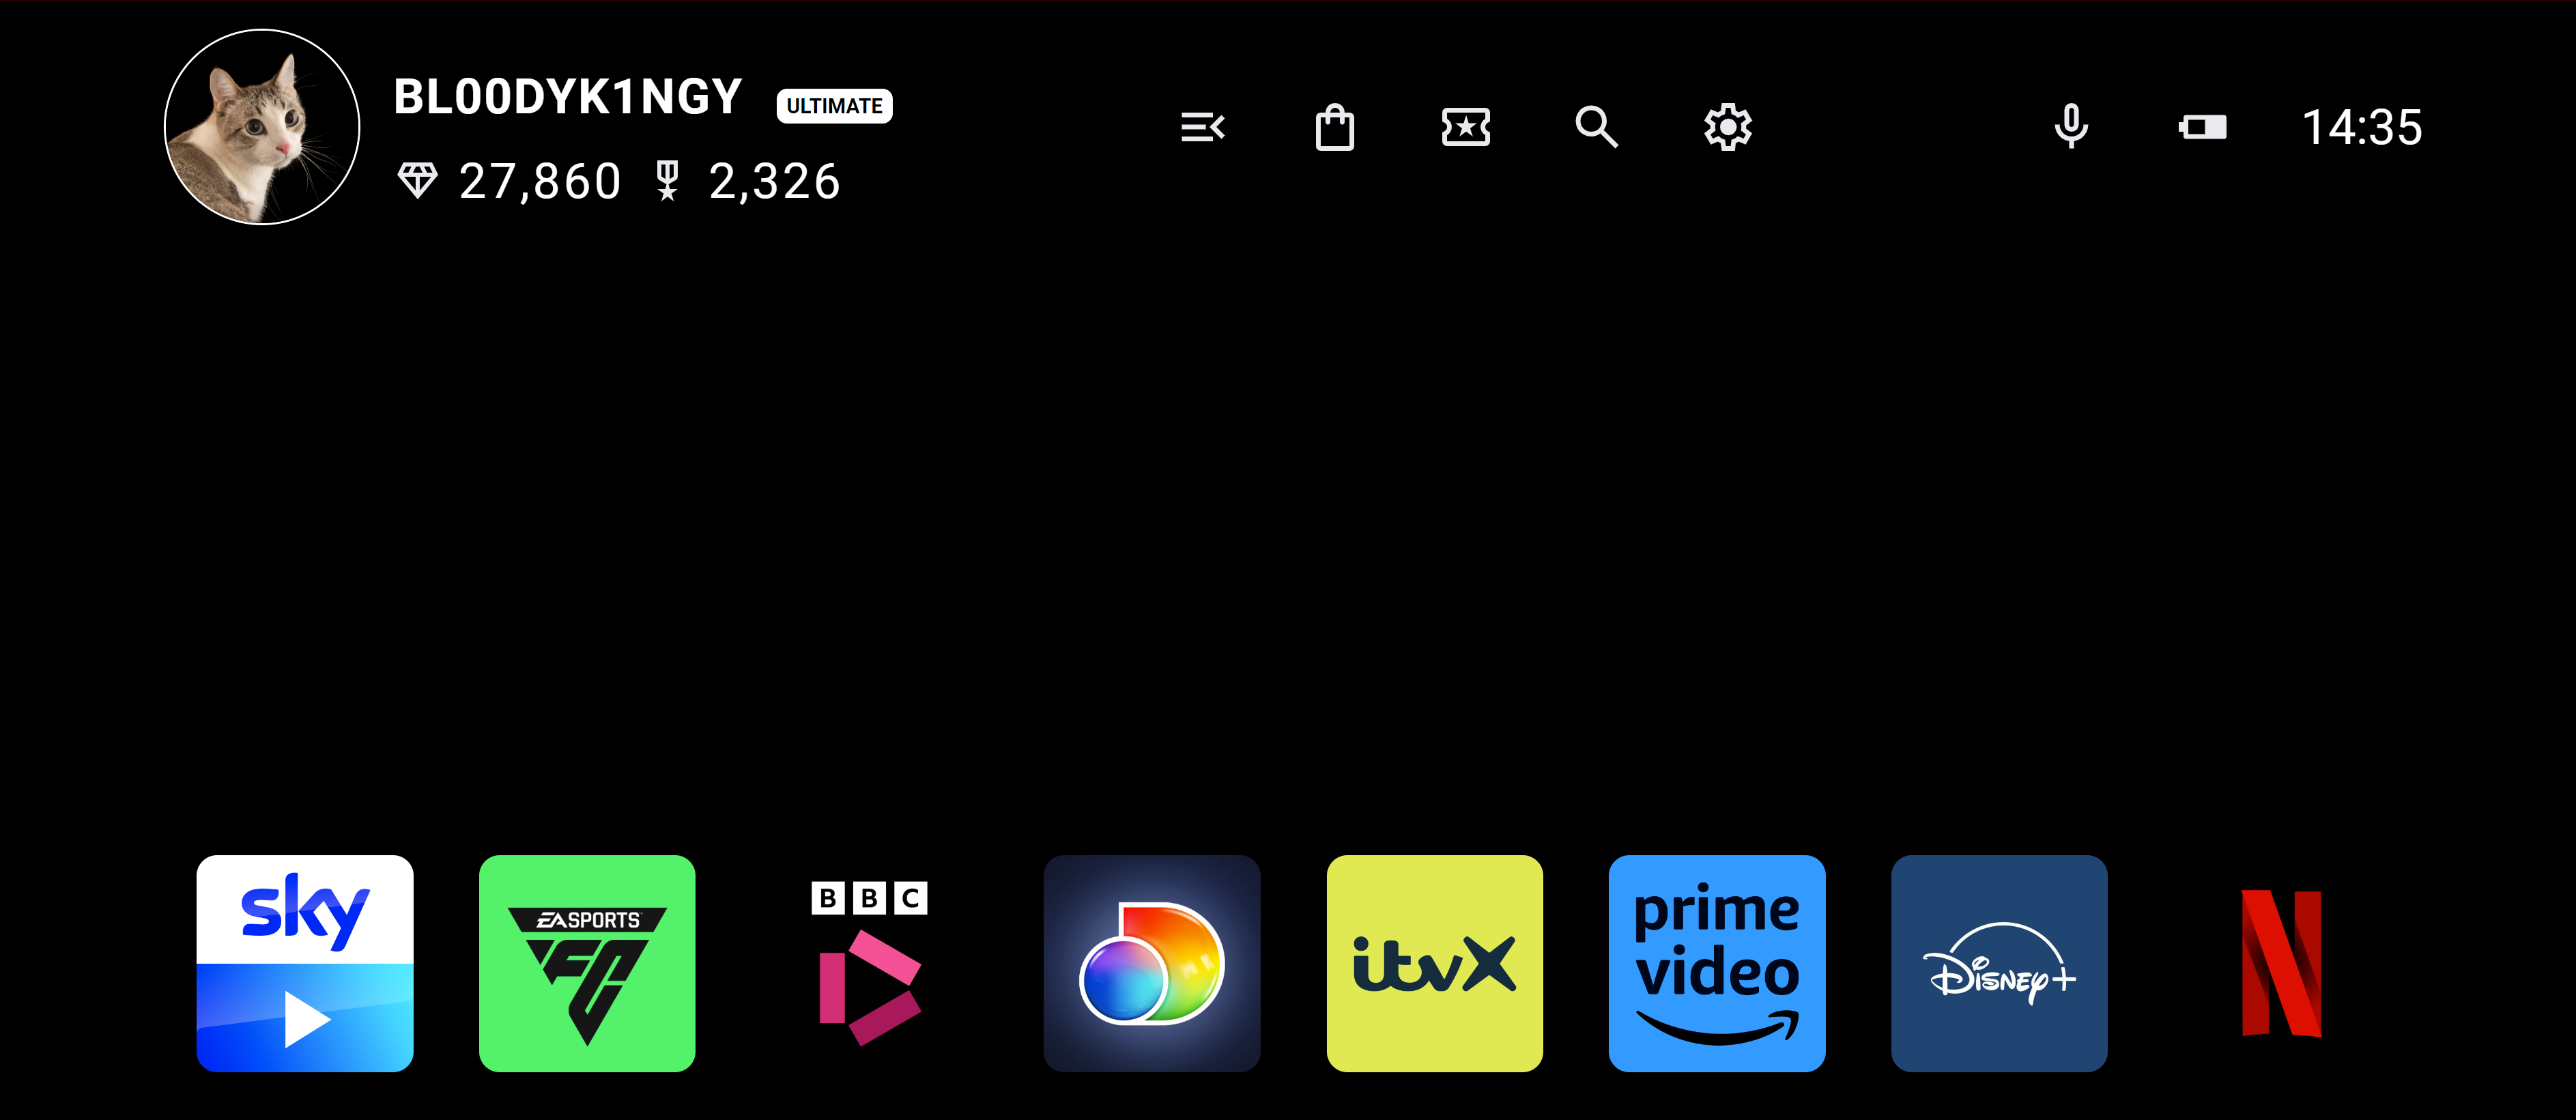 BL00DYK1NGY ULTIMATE
27,860 2,326
14:35
sky
EA SPORTS
FC
BBC
itvX
prime
video
Disney+
N